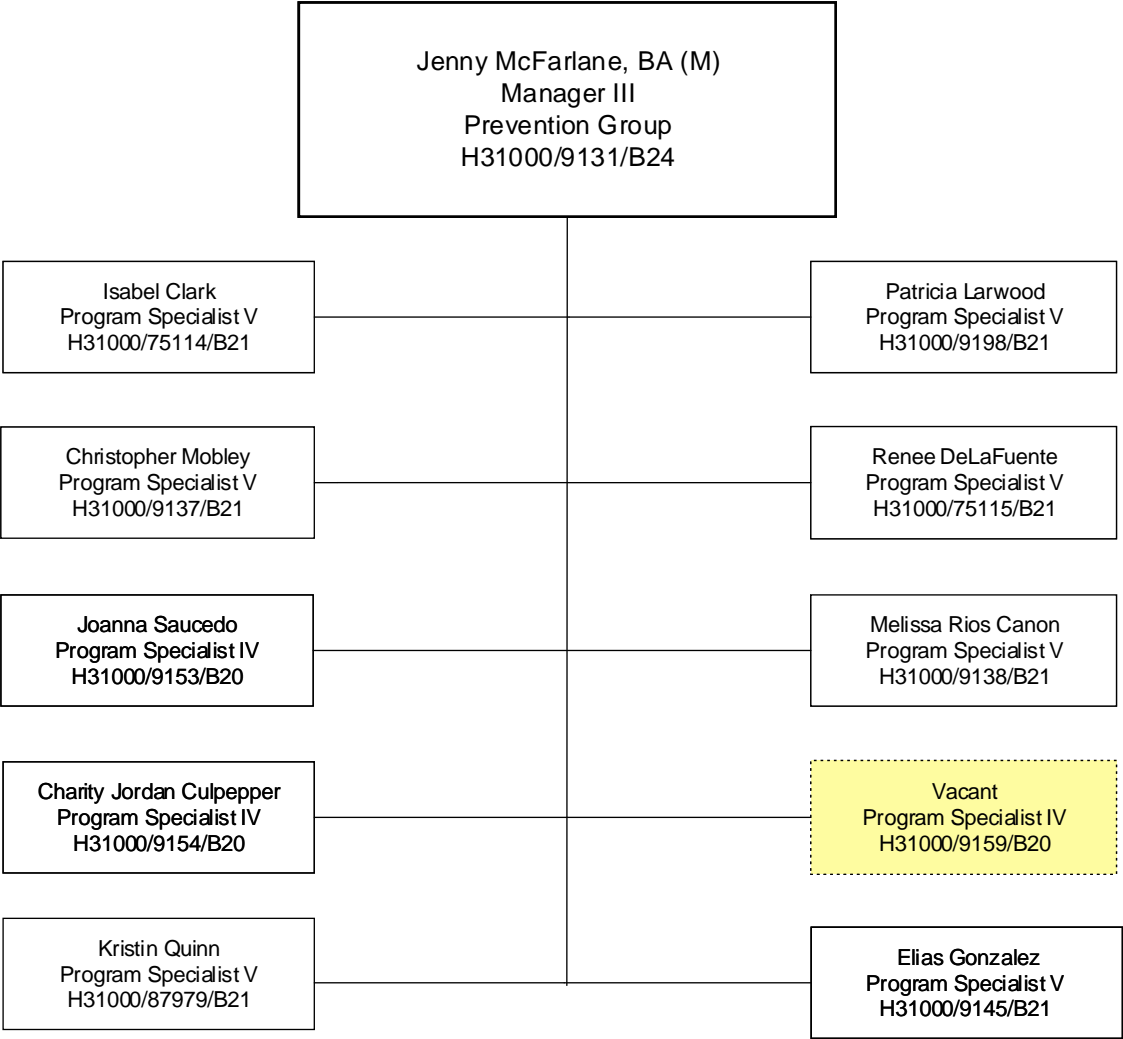 Jenny McFarlane, BA (M)
Manager III
Prevention Group
H31000/9131/B24
Isabel Clark
Program Specialist V
H31000/75114/B21
Patricia Larwood
Program Specialist V
H31000/9198/B21
Christopher Mobley
Program Specialist V
H31000/9137/B21
Renee DeLaFuente
Program Specialist V
H31000/75115/B21
Joanna Saucedo
Program Specialist IV
H31000/9153/B20
Melissa Rios Canon
Program Specialist V
H31000/9138/B21
Charity Jordan Culpepper
Program Specialist IV
H31000/9154/B20
Vacant
Program Specialist IV
H31000/9159/B20
Kristin Quinn
Program Specialist V
H31000/87979/B21
Elias Gonzalez
Program Specialist V
H31000/9145/B21